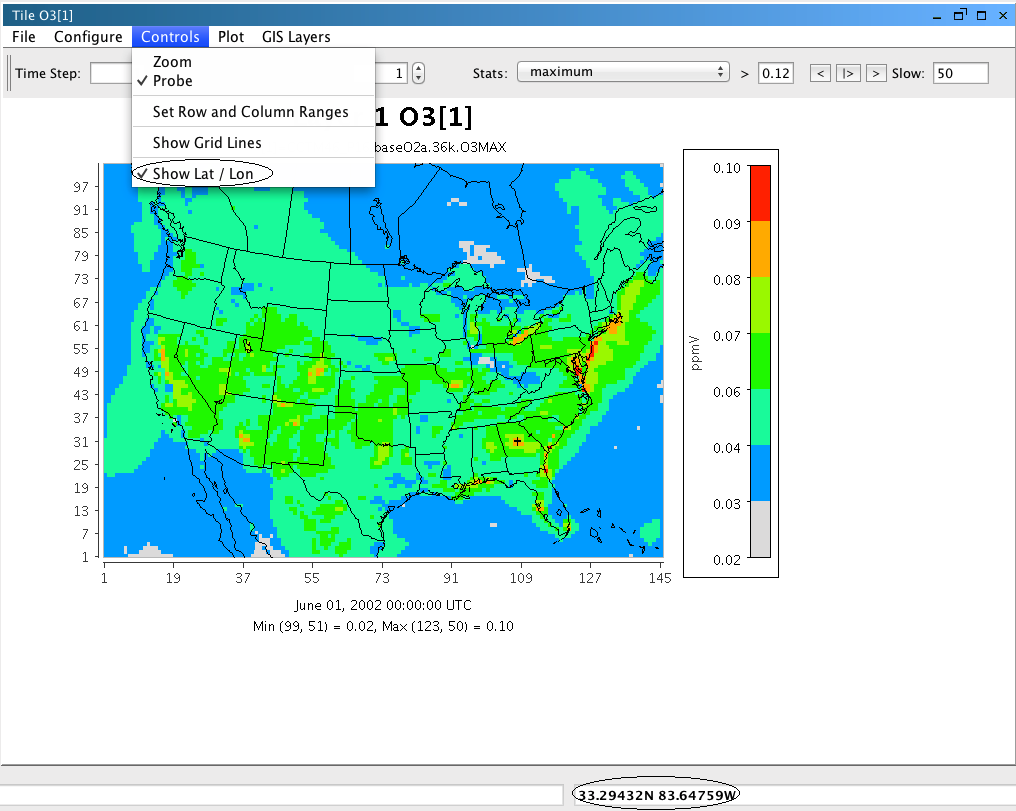 Tile O3[1]
File Configure Controls Plot GIS Layers
Zoom
Time Step: 1 Stats: maximum > 0.12 < |> > Slow: 50
✓ Probe
Set Row and Column Ranges
1 O3[1]
Show Grid Lines
baseO2a.36k.O3MAX
✓ Show Lat / Lon
97
91
85
79
73
67
61
55
49
43
37
31
25
19
13
7
1
1 19 37 55 73 91 109 127 145
0.10
0.09
0.08
0.07
0.06
0.04
0.03
0.02
ppmV
June 01, 2002 00:00:00 UTC
Min (99, 51) = 0.02, Max (123, 50) = 0.10
33.29432N 83.64759W